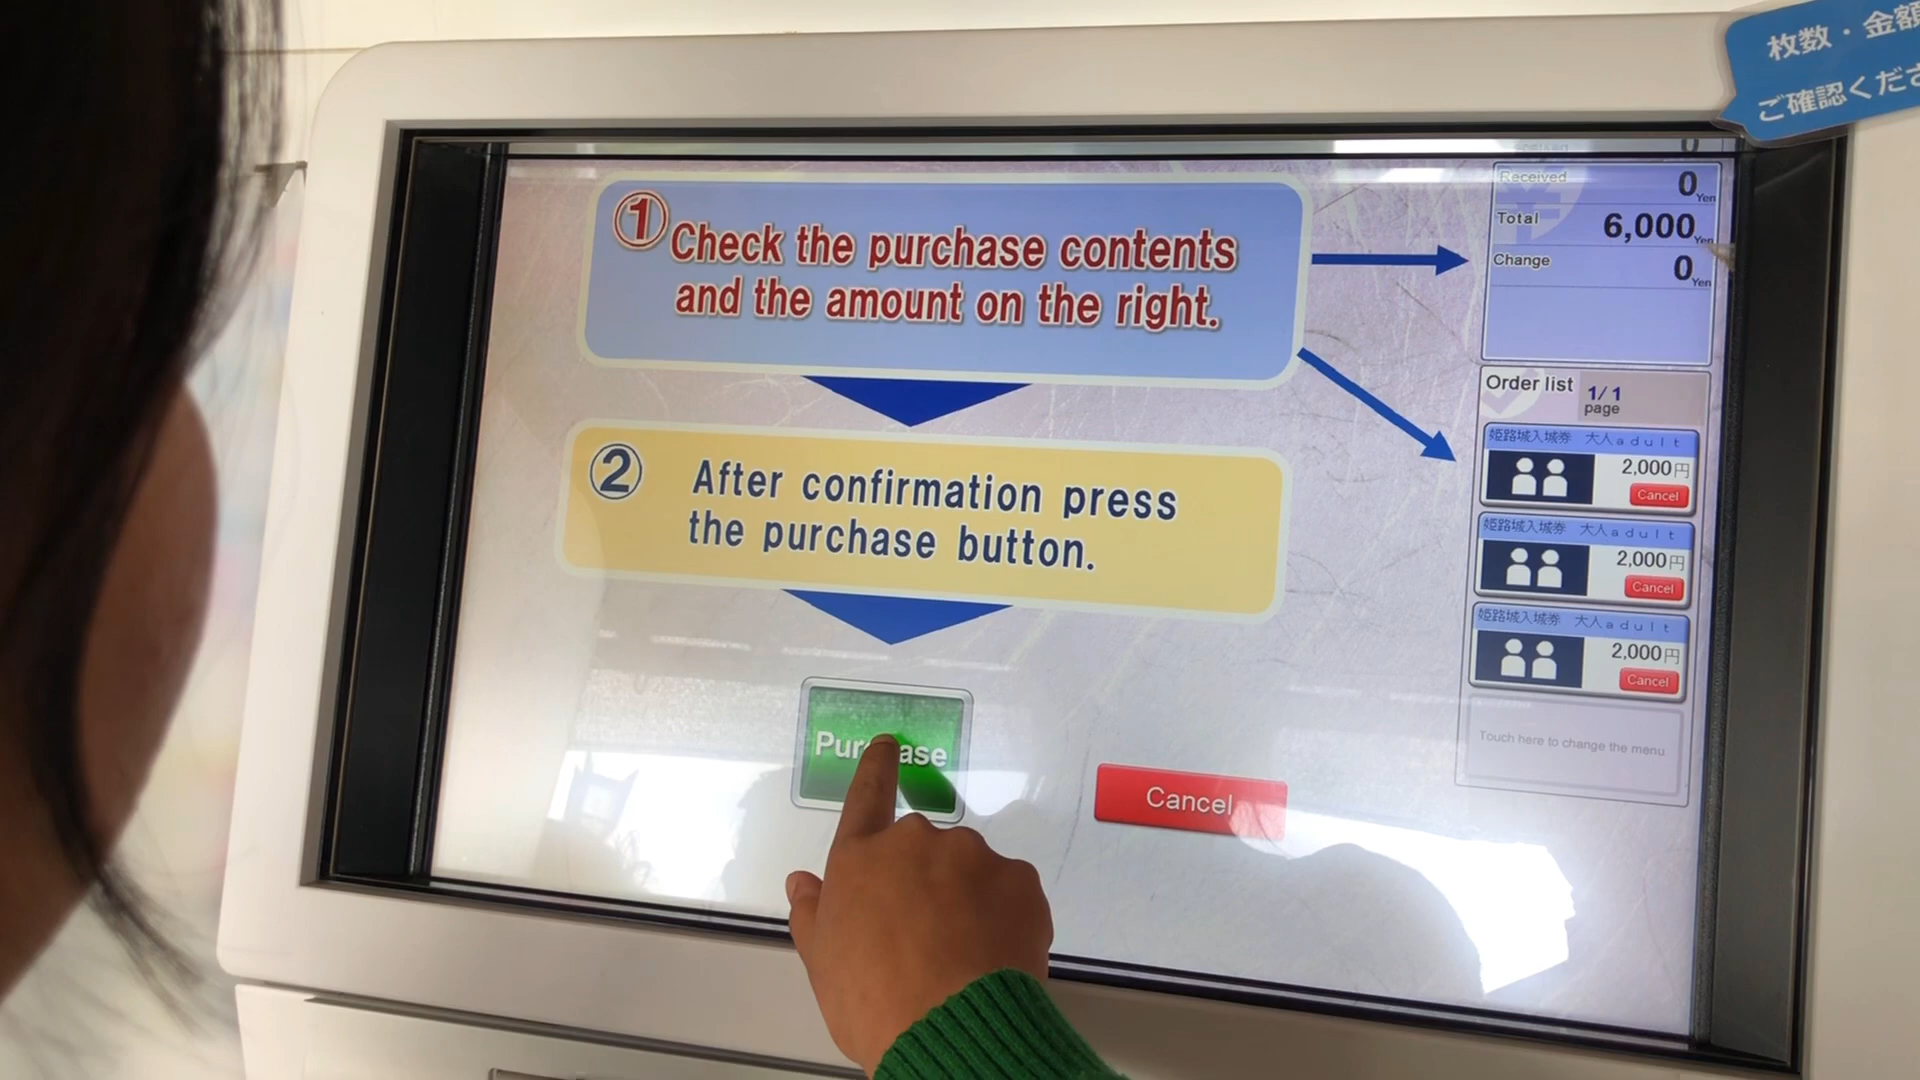 枚数・金額
ご確認くださ
0
Received
0
Yen
Total
6,000
Yen
Change
0
Yen
①
Check the purchase contents
and the amount on the right.
②
After confirmation press
the purchase button.
Order list
1/1
page
姫路城入城券 大人adult
2,000円
Cancel
姫路城入城券 大人adult
2,000円
Cancel
姫路城入城券 大人adult
2,000円
Cancel
Touch here to change the menu
Cancel